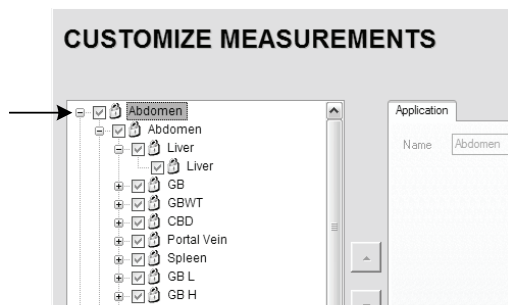 CUSTOMIZE MEASUREMENTS
Abdomen
Abdomen
Liver
Liver
GB
GBWT
CBD
Portal Vein
Spleen
GB L
GB H
Application
Name Abdomen